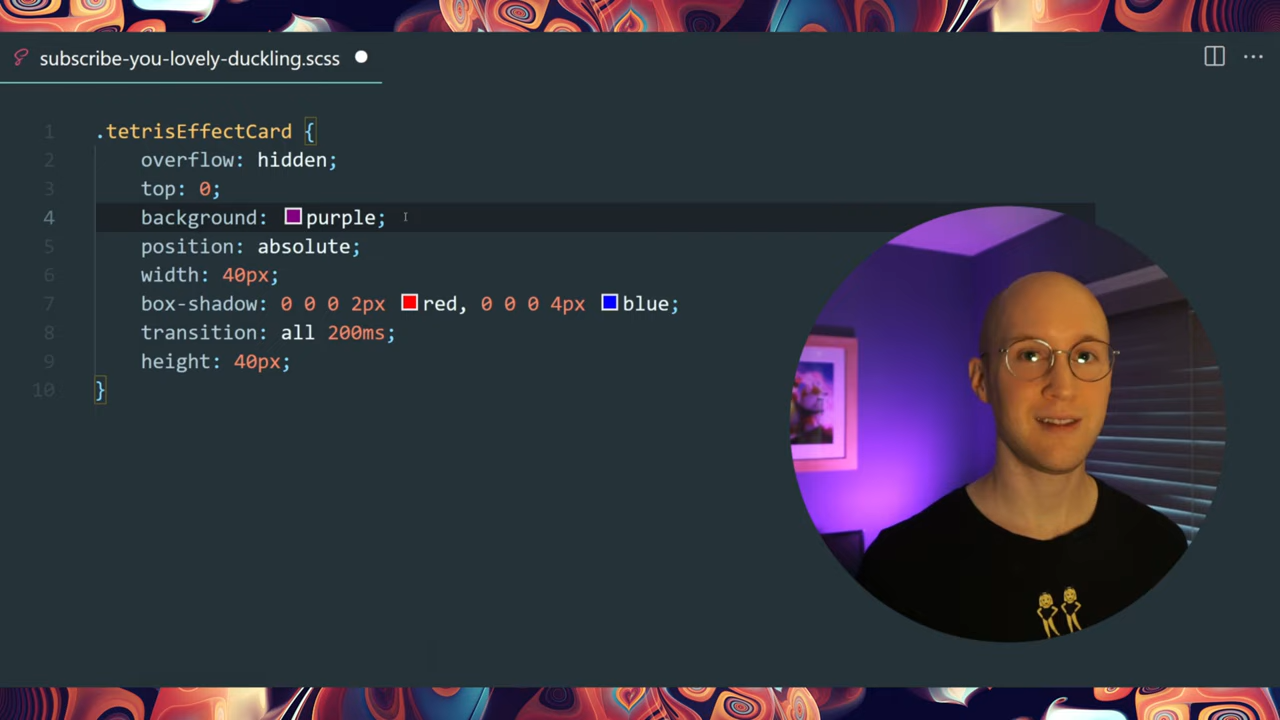 subscribe-you-lovely-duckling.scss
1 .tetrisEffectCard {
2 overflow: hidden;
3 top: 0;
4 background: purple;
5 position: absolute;
6 width: 40px;
7 box-shadow: 0 0 0 2px red, 0 0 0 4px blue;
8 transition: all 200ms;
9 height: 40px;
10 }